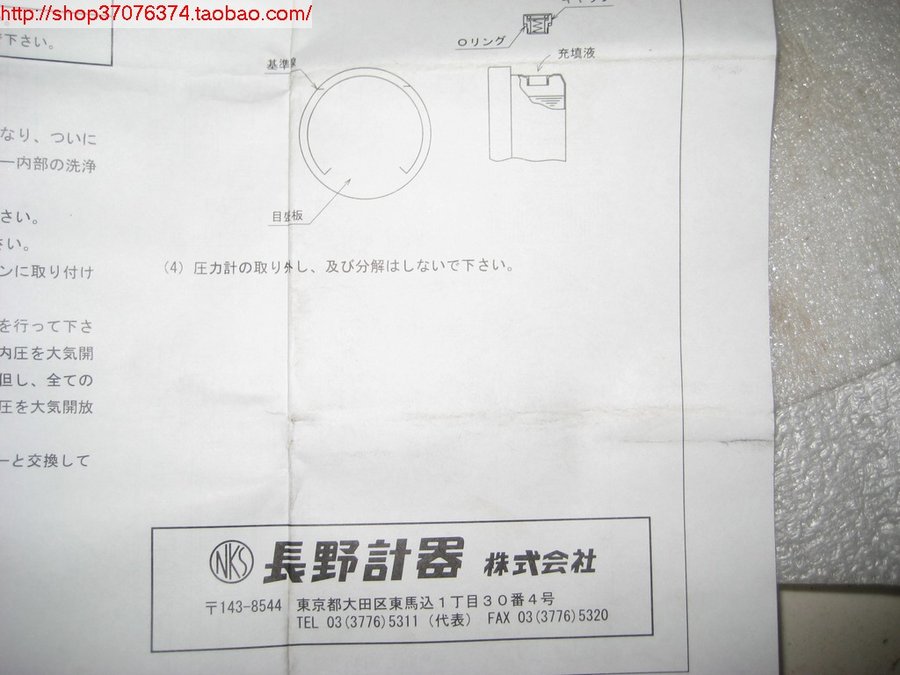 http://shop37076374.taobao.com/
下さい。
Oリング
充填液
基準線
なり、ついに
ー内部の洗浄
さい。
さい。
ンに取り付け
目盛板
(4) 圧力計の取り外し、及び分解はしないで下さい。
を行って下さ
内圧を大気開
但し、全ての
圧を大気開放
ーと交換して
NKS 長野計器 株式会社
〒143-8544 東京都大田区東馬込1丁目30番4号
TEL 03(3776)5311 (代表) FAX 03(3776)5320